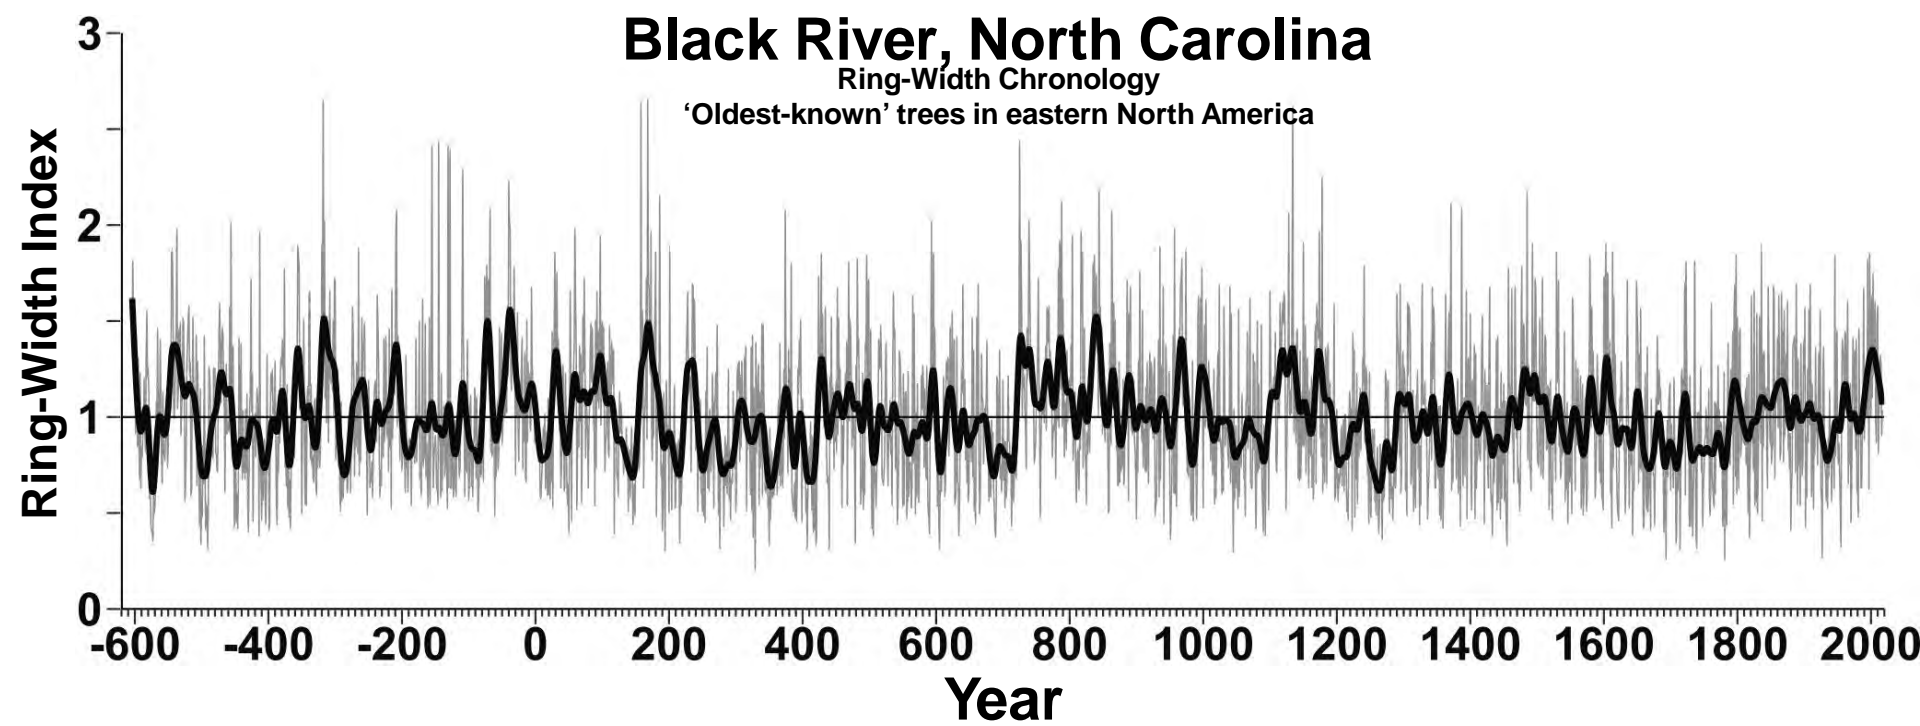 Black River, North Carolina
Ring-Width Chronology
‘Oldest-known’ trees in eastern North America
Ring-Width Index
3
2
1
0
-600 -400 -200 0 200 400 600 800 1000 1200 1400 1600 1800 2000
Year